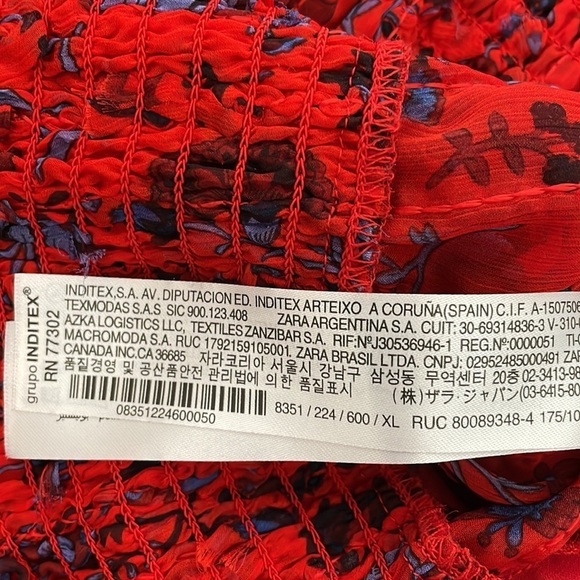 grupo INDITEX®
RN 77302
INDITEX,S.A. AV. DIPUTACION ED. INDITEX ARTEIXO A CORUÑA(SPAIN) C.I.F. A-1507506
TEXMODAS S.A.S SIC 900.123.408 ZARA ARGENTINA S.A. CUIT: 30-69314836-3 V-310
AZKA LOGISTICS LLC, TEXTILES ZANZIBAR S.A. RIF:NºJ30536946-1 REG.Nº0000051 TI-C
MACROMODA S.A. RUC 1792159105001. ZARA BRASIL LTDA. CNPJ: 02952485000491 ZAR
CANADA INC.CA 36685 자라코리아 서울시 강남구 삼성동 무역센터 20층 02-3413-98
품질경영 및 공산품안전 관리법에 의한 품질표시 (株)ザラ・ジャパン(03-6415-80
08351224600050 8351 / 224 / 600 / XL RUC 80089348-4 175/10